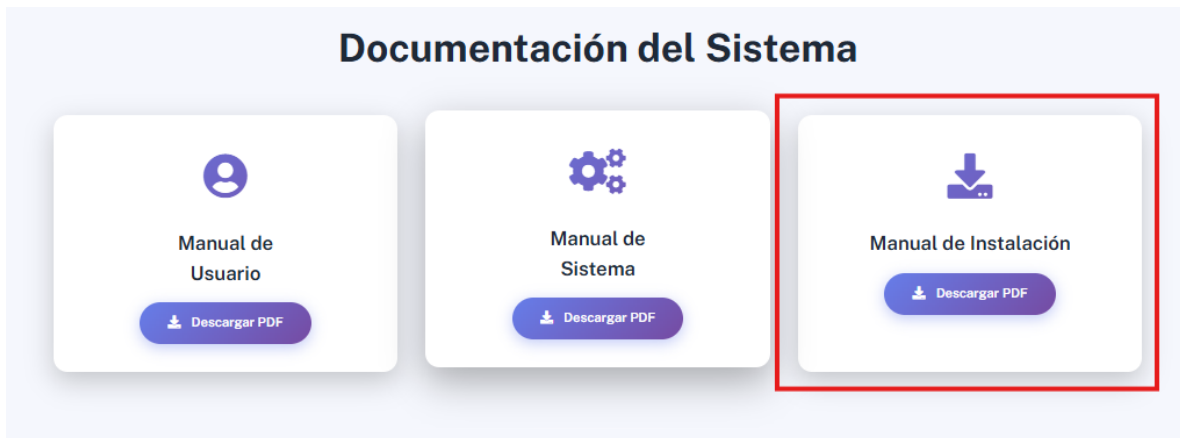 Documentación del Sistema
Manual de
Usuario
Descargar PDF
Manual de
Sistema
Descargar PDF
Manual de Instalación
Descargar PDF